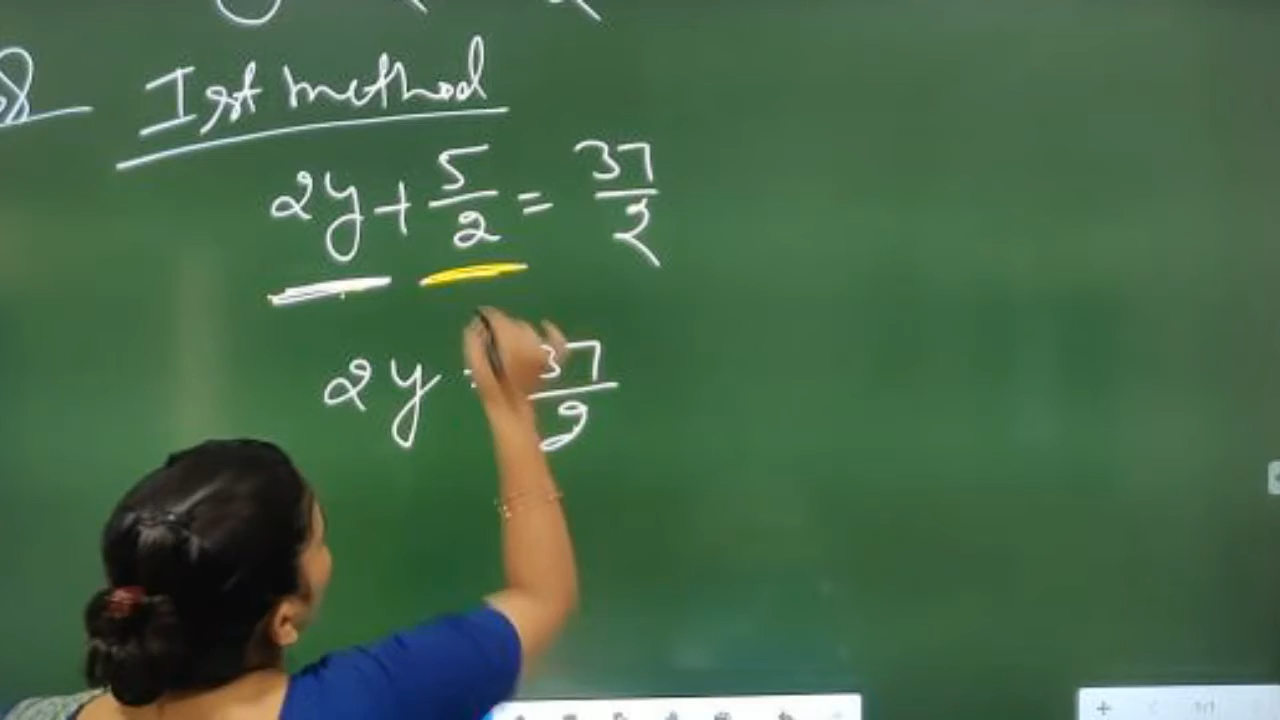 Ist method
2y + 5/2 = 37/2
2y = 37/2